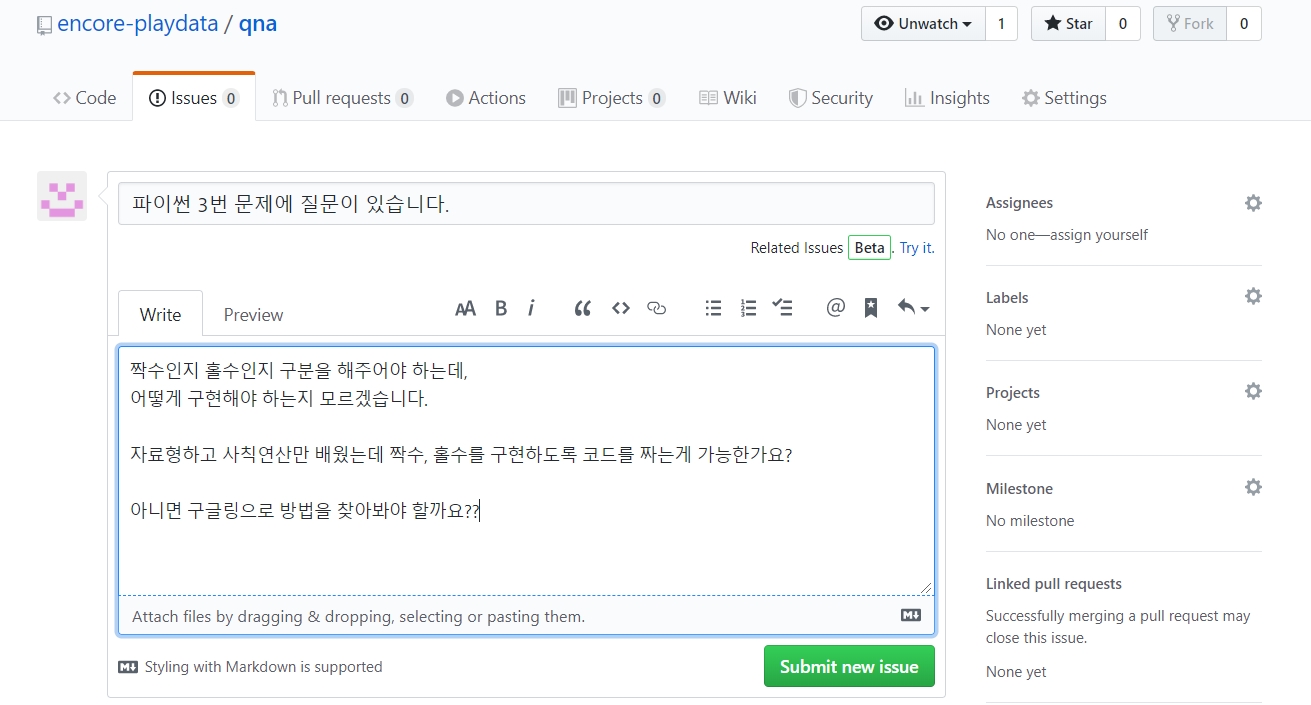 encore-playdata / qna
Unwatch 1 Star 0 Fork 0
Code Issues 0 Pull requests 0 Actions Projects 0 Wiki Security Insights Settings
파이썬 3번 문제에 질문이 있습니다.
Related Issues Beta . Try it.
Write Preview AA B i @
짝수인지 홀수인지 구분을 해주어야 하는데,
어떻게 구현해야 하는지 모르겠습니다.
자료형하고 사칙연산만 배웠는데 짝수, 홀수를 구현하도록 코드를 짜는게 가능한가요?
아니면 구글링으로 방법을 찾아봐야 할까요??
Attach files by dragging & dropping, selecting or pasting them.
Styling with Markdown is supported
Submit new issue
Assignees
No one—assign yourself
Labels
None yet
Projects
None yet
Milestone
No milestone
Linked pull requests
Successfully merging a pull request may
close this issue.
None yet